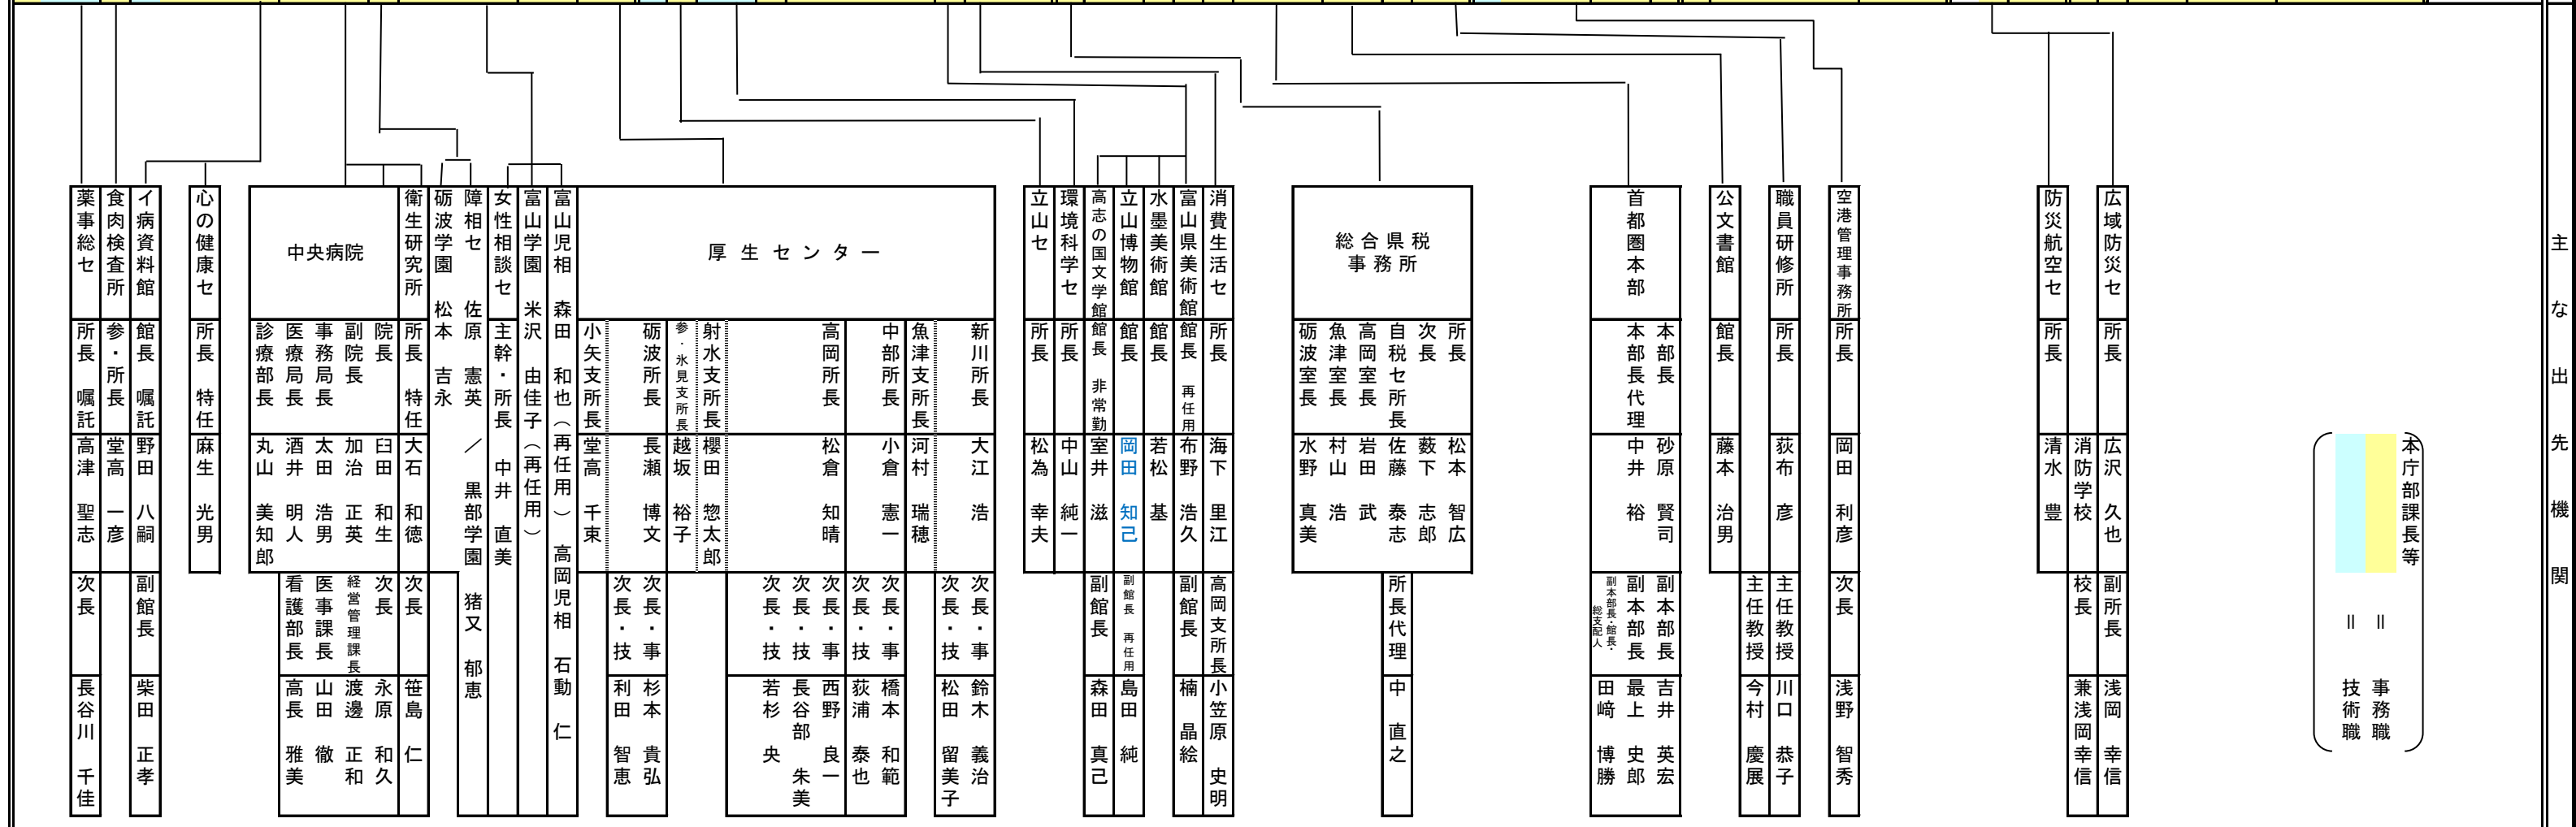 主な出先機関
本庁部課長等
＝ 事務職
＝ 技術職
広域防災セ
所長
広沢 久也
副所長
浅岡 幸信
消防学校
校長
兼浅岡幸信
防災航空セ
所長
清水 豊
空港管理事務所
所長
岡田 利彦
次長
浅野 智秀
職員研修所
所長
荻布 彦
主任教授
川口 恭子
主任教授
今村 慶展
公文書館
館長
藤本 治男
首都圏本部
本部長
砂原 賢司
副本部長
吉井 英宏
本部長代理
中井 裕
副本部長
最上 史郎
副本部長・館長・
総支配人
田﨑 博勝
総合県税
事務所
所長
松本 智広
次長
薮下 志郎
自税セ所長
佐藤 泰志
所長代理
中 直之
高岡室長
岩田 武
魚津室長
村山 浩
砺波室長
水野 真美
消費生活セ
所長
海下 里江
高岡支所長
小笠原 史明
富山県美術館
館長 再任用
布野 浩久
副館長
楠 晶絵
水墨美術館
館長
若松 基
立山博物館
館長
岡田 知己
副館長 再任用
島田 純
高志の国文学館
館長 非常勤
室井 滋
副館長
森田 真己
環境科学セ
所長
中山 純一
立山セ
所長
松為 幸夫
厚生センター
新川所長
大江 浩
次長・事
鈴木 義治
次長・技
松田 留美子
魚津支所長
河村 瑞穂
中部所長
小倉 憲一
次長・事
橋本 和範
次長・技
荻浦 泰也
高岡所長
松倉 知晴
次長・事
西野 良一
次長・技
長谷部 朱美
次長・技
若杉 央
射水支所長
櫻田 惣太郎
参・氷見支所長
越坂 裕子
砺波所長
長瀬 博文
次長・事
杉本 貴弘
次長・技
利田 智恵
小矢支所長
堂高 千束
富山児相 森田 和也（再任用） 高岡児相 石動 仁
富山学園 米沢 由佳子（再任用）
女性相談セ
主幹・所長 中井 直美
障相セ 佐原 憲英 ／ 黒部学園 猪又 郁恵
砺波学園 松本 吉永
衛生研究所
所長 特任
大石 和徳
次長
笹島 仁
中央病院
院長
臼田 和生
次長
永原 和久
副院長
加治 正英
経営管理課長
渡邊 正和
事務局長
太田 浩男
医事課長
山田 徹
医療局長
酒井 明人
看護部長
高長 雅美
診療部長
丸山 美知郎
心の健康セ
所長 特任
麻生 光男
イ病資料館
館長 嘱託
野田 八嗣
副館長
柴田 正孝
食肉検査所
参・所長
堂高 一彦
薬事総セ
所長 嘱託
高津 聖志
次長
長谷川 千佳